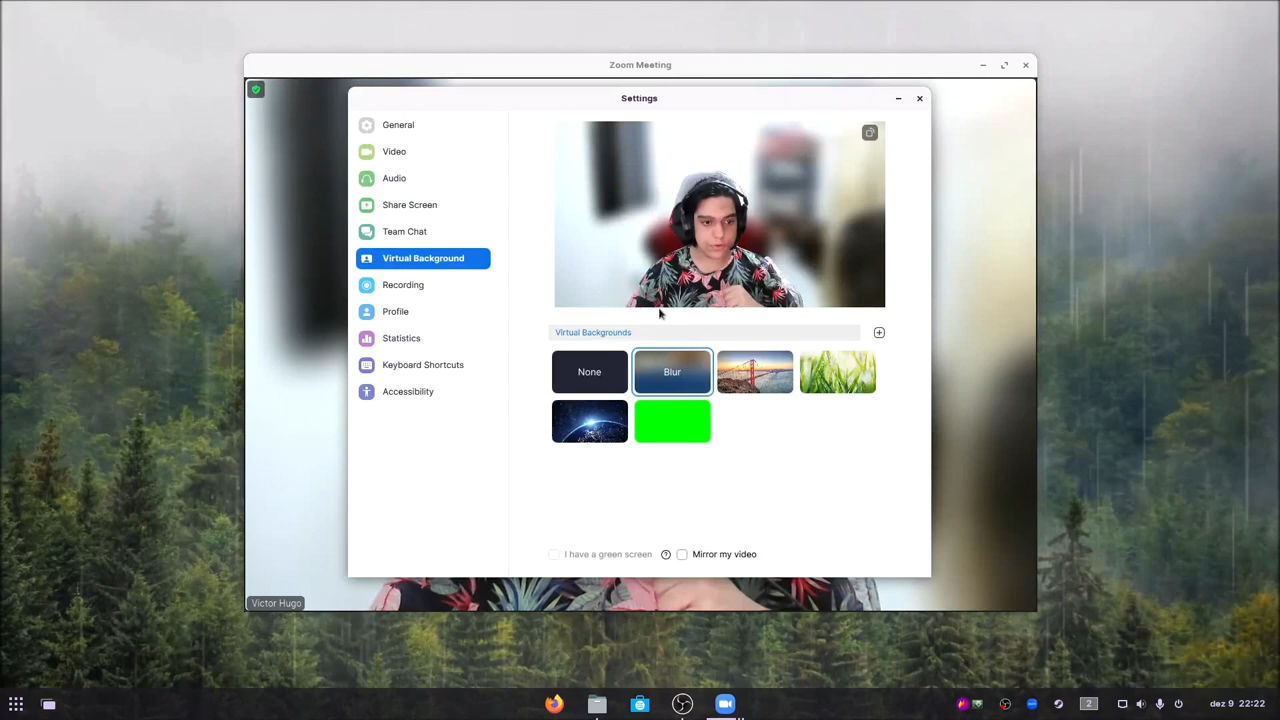 Zoom Meeting
Settings
General
Video
Audio
Share Screen
Team Chat
Virtual Background
Recording
Profile
Statistics
Keyboard Shortcuts
Accessibility
Virtual Backgrounds
None
Blur
I have a green screen
Mirror my video
Victor Hugo
2
dez 9 22:22